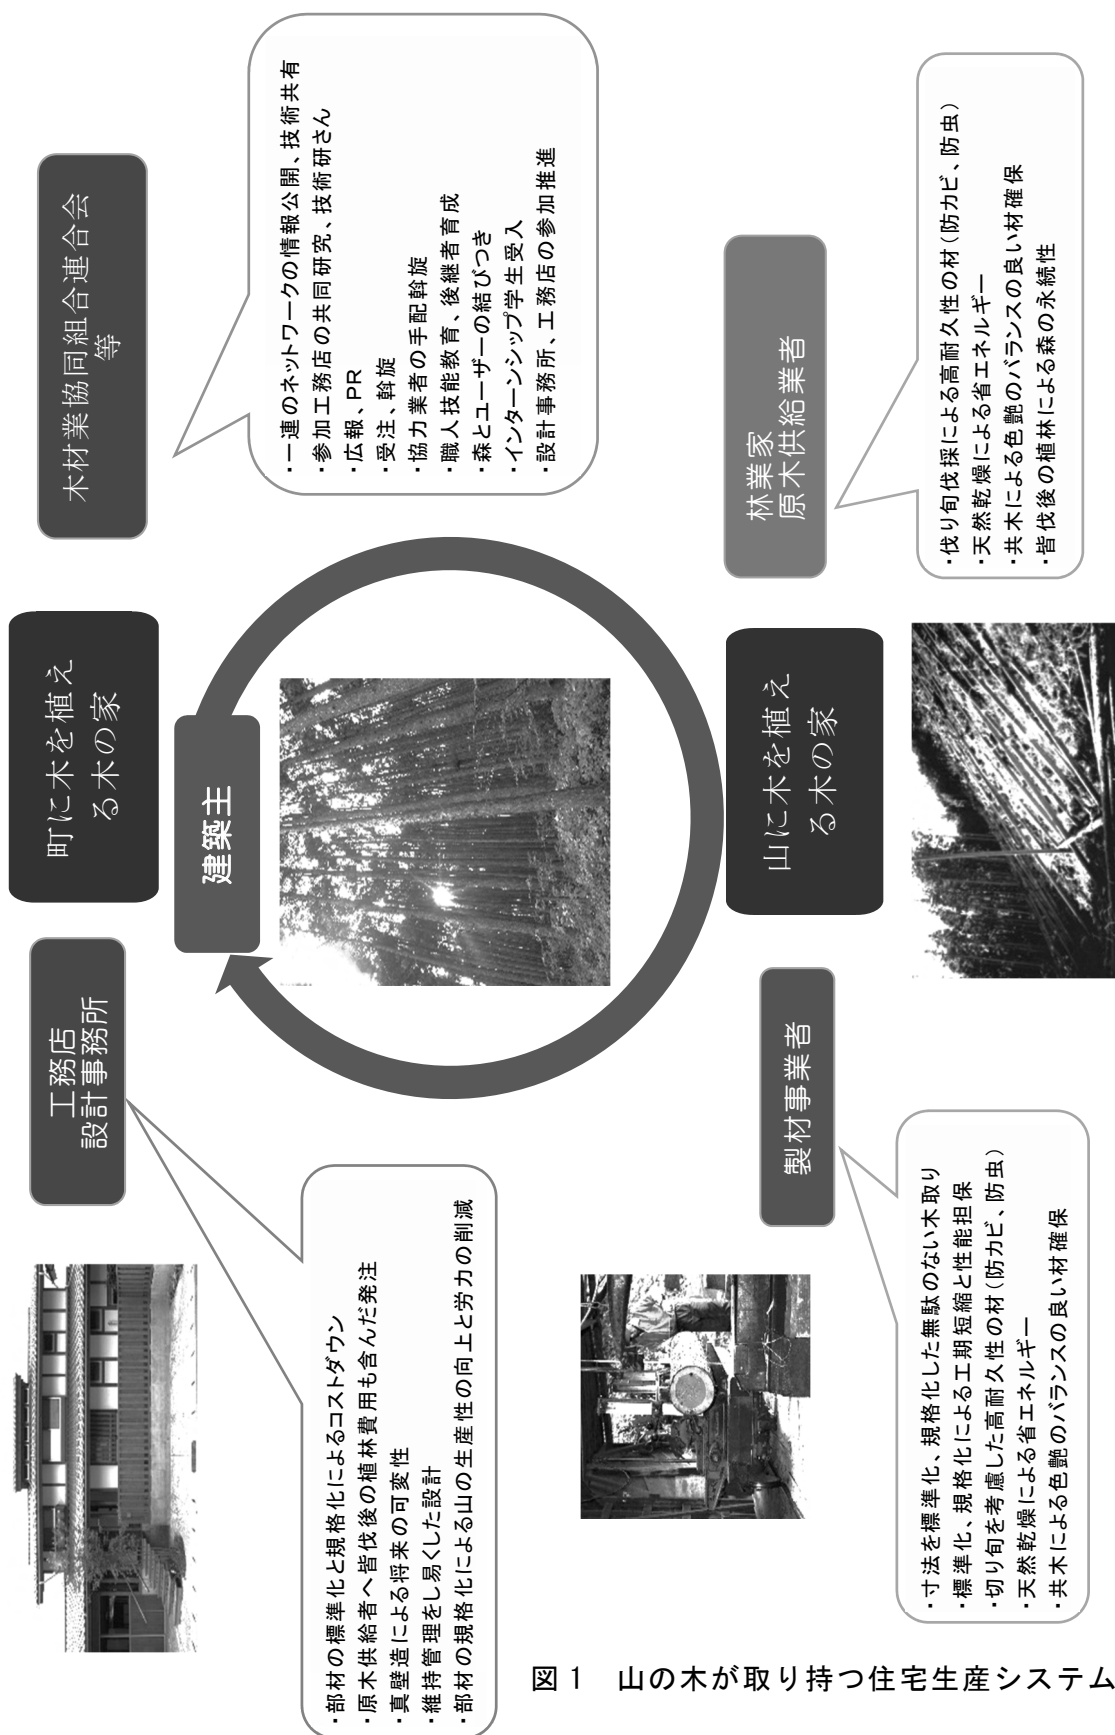 工務店
設計事務所
・部材の標準化と規格化によるコストダウン
・原木供給者へ皆伐後の植林費用も含んだ発注
・真壁造による将来の可変性
・維持管理をし易くした設計
・部材の規格化による山の生産性の向上と労力の削減
町に木を植え
る木の家
建築主
木材業協同組合連合会
等
・一連のネットワークの情報公開、技術共有
・参加工務店の共同研究、技術研さん
・広報、PR
・受注、斡旋
・協力業者の手配斡旋
・職人技能教育、後継者育成
・森とユーザーの結びつき
・インターンシップ学生受入
・設計事務所、工務店の参加推進
製材事業者
・寸法を標準化、規格化した無駄のない木取り
・標準化、規格化による工期短縮と性能担保
・切り旬を考慮した高耐久性の材(防カビ、防虫)
・天然乾燥による省エネルギー
・共木による色艶のバランスの良い材確保
山に木を植え
る木の家
林業家
原木供給業者
・伐り旬伐採による高耐久性の材(防カビ、防虫)
・天然乾燥による省エネルギー
・共木による色艶のバランスの良い材確保
・皆伐後の植林による森の永続性
図1　山の木が取り持つ住宅生産システム